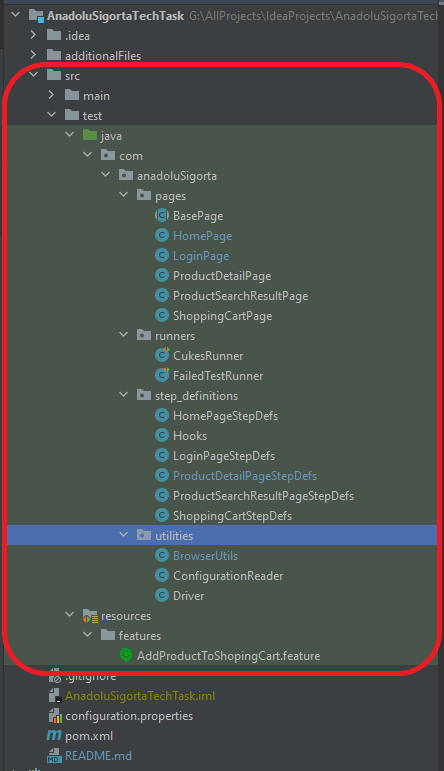 AnadoluSigortaTechTask G:\AllProjects\IdeaProjects\AnadoluSigortaTech
.idea
additionalFiles
src
main
test
java
com
anadoluSigorta
pages
BasePage
HomePage
LoginPage
ProductDetailPage
ProductSearchResultPage
ShoppingCartPage
runners
CukesRunner
FailedTestRunner
step_definitions
HomePageStepDefs
Hooks
LoginPageStepDefs
ProductDetailPageStepDefs
ProductSearchResultPageStepDefs
ShoppingCartStepDefs
utilities
BrowserUtils
ConfigurationReader
Driver
resources
features
AddProductToShopingCart.feature
.gitignore
AnadoluSigortaTechTask.iml
configuration.properties
pom.xml
README.md